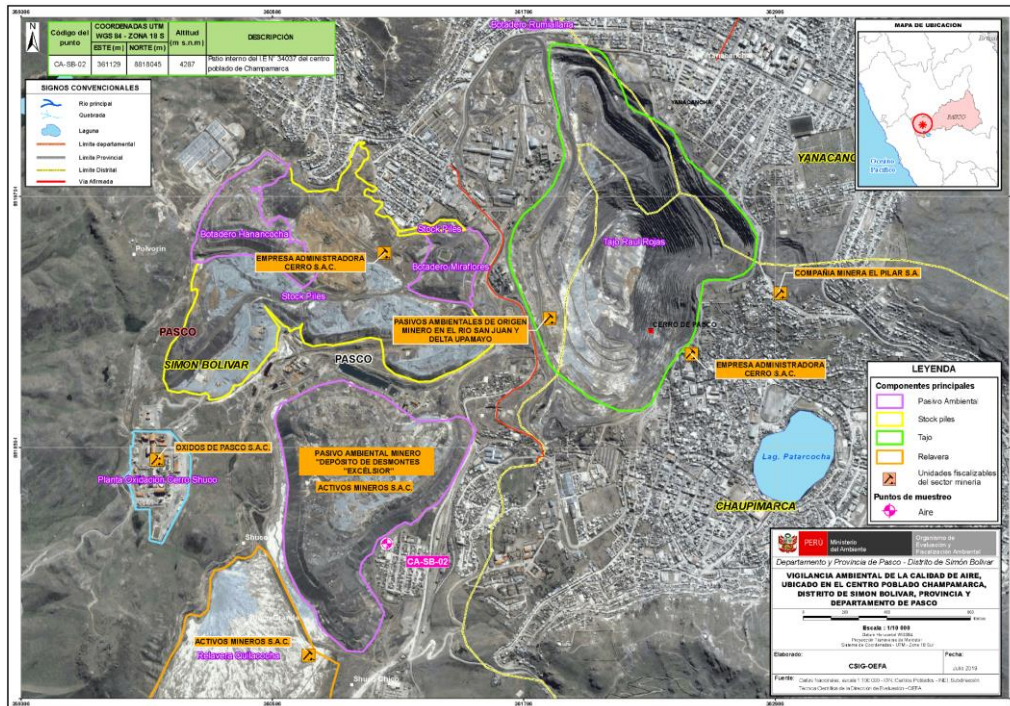 N
Código del punto
COORDENADAS UTM
WGS 84 - ZONA 18 S
ESTE (m)
NORTE (m)
Altitud
(m s.n.m)
DESCRIPCIÓN
CA-SB-02
361129
8818045
4287
Patio interno del I.E N° 34037 del centro
poblado de Champamarca.
SIGNOS CONVENCIONALES
Río principal
Quebrada
Laguna
Límite departamental
Límite Provincial
Límite Distrital
Vía Afirmada
MAPA DE UBICACIÓN
PASCO
Océano
Pacífico
Botadero Rumiallana
YANACANCHA
Polvorín
Botadero Hanancocha
EMPRESA ADMINISTRADORA
CERRO S.A.C.
Stock Piles
Botadero Miraflores
Stock Piles
Tajo Raúl Rojas
COMPAÑIA MINERA EL PILAR S.A.
PASIVOS AMBIENTALES DE ORIGEN
MINERO EN EL RIO SAN JUAN Y
DELTA UPAMAYO
CERRO DE PASCO
PASCO
SIMON BOLIVAR
PASCO
EMPRESA ADMINISTRADORA
CERRO S.A.C.
OXIDOS DE PASCO S.A.C.
Planta Oxidación Cerro Shuco
PASIVO AMBIENTAL MINERO
"DEPÓSITO DE DESMONTES
"EXCÉLSIOR"
ACTIVOS MINEROS S.A.C.
Lag. Patarcocha
CHAUPIMARCA
Shuco
CA-SB-02
ACTIVOS MINEROS S.A.C.
Relavera Quiulacocha
Shuco Chico
LEYENDA
Componentes principales
Pasivo Ambiental
Stock piles
Tajo
Relavera
Unidades fiscalizables
del sector minería
Puntos de muestreo
Aire
PERÚ
Ministerio
del Ambiente
Organismo de
Evaluación y
Fiscalización Ambiental
Departamento y Provincia de Pasco - Distrito de Simón Bolívar
VIGILANCIA AMBIENTAL DE LA CALIDAD DE AIRE,
UBICADO EN EL CENTRO POBLADO CHAMPAMARCA,
DISTRITO DE SIMON BOLIVAR, PROVINCIA Y
DEPARTAMENTO DE PASCO
Escala : 1/10 000
Elaborado:
CSIG-OEFA
Fecha:
Julio 2019
Fuente: